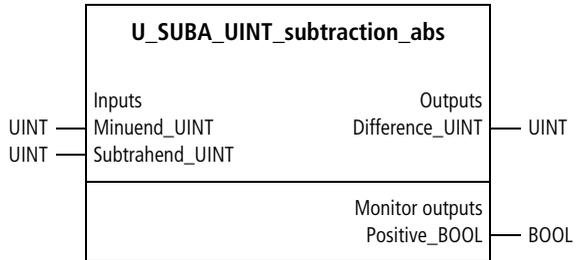 U_SUBA_UINT_subtraction_abs
Inputs Outputs
UINT Minuend_UINT Difference_UINT UINT
UINT Subtrahend_UINT
Monitor outputs
Positive_BOOL BOOL